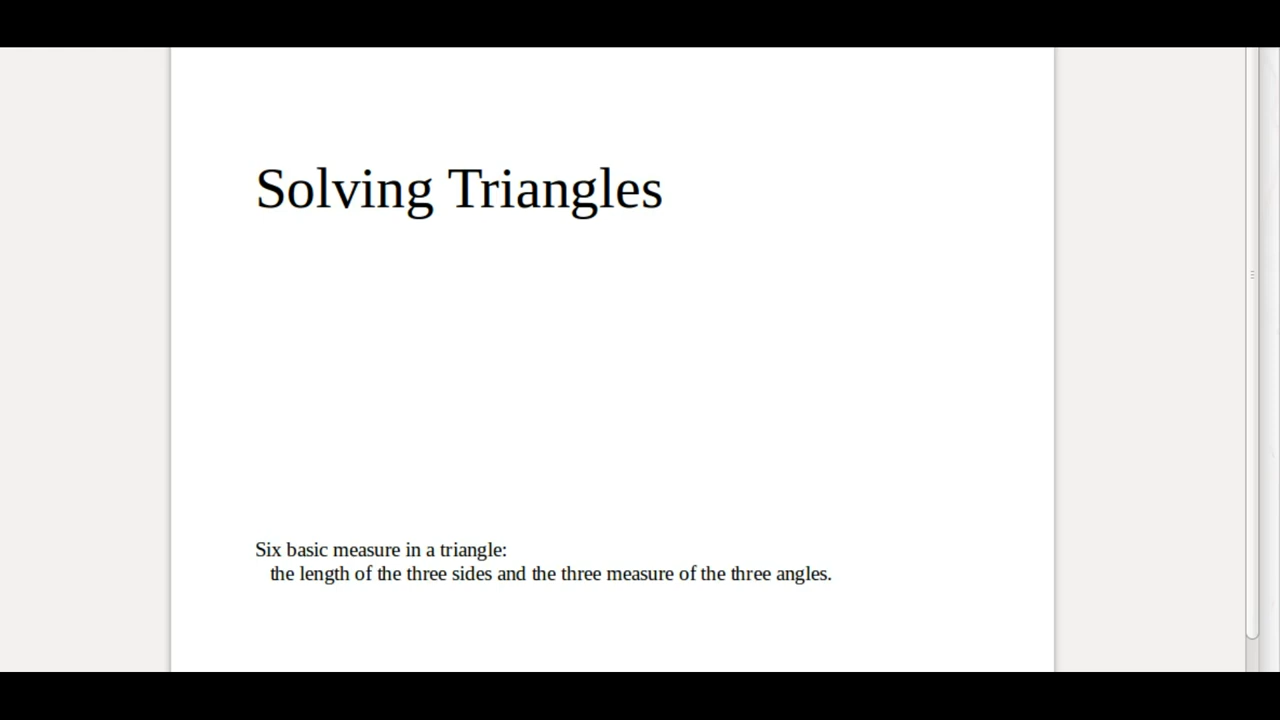 Solving Triangles
Six basic measure in a triangle:
the length of the three sides and the three measure of the three angles.